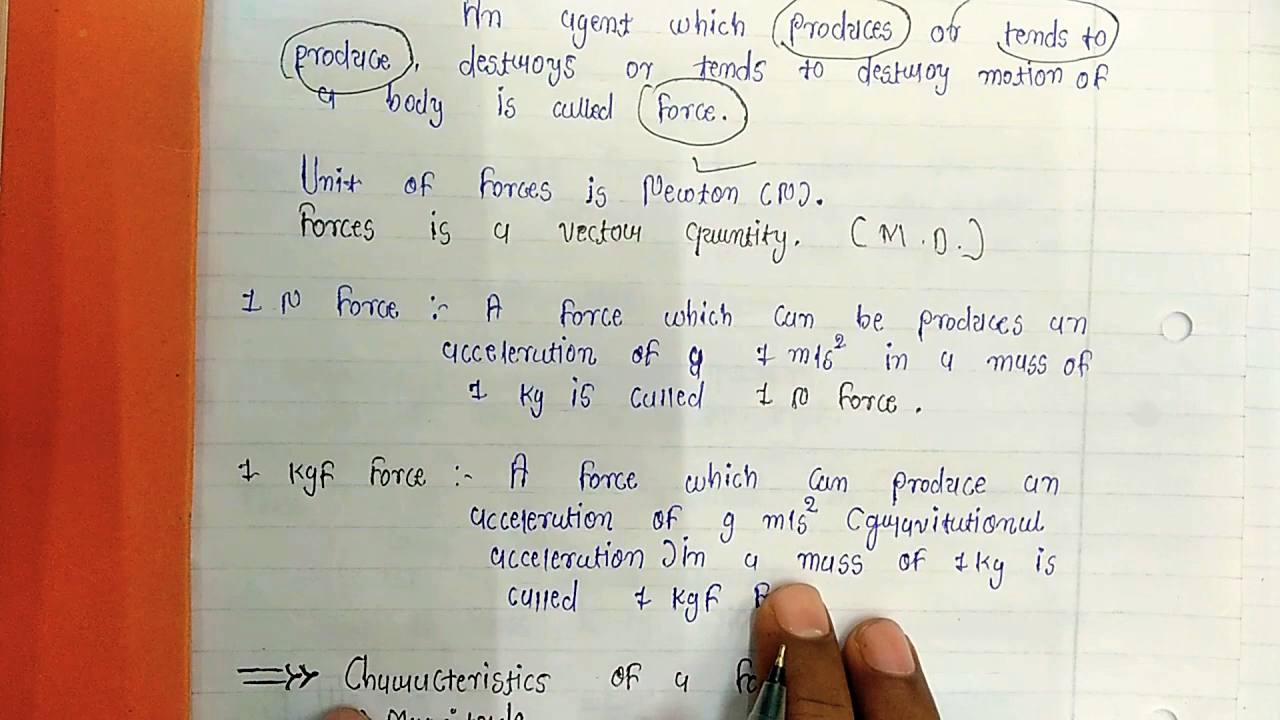 An agent which produces or tends to
produce, destroys or tends to destroy motion of
a body is called force.
Unit of forces is Newton (N).
Forces is a vector quantity. (M.D.)
1 N force :- A force which can be produces an
acceleration of g 1 m/s² in a mass of
1 kg is called 1 N force.
1 kgf force :- A force which can produce an
acceleration of g m/s² (gravitational
acceleration) in a mass of 1 kg is
called 1 kgf
=>> Characteristics of a